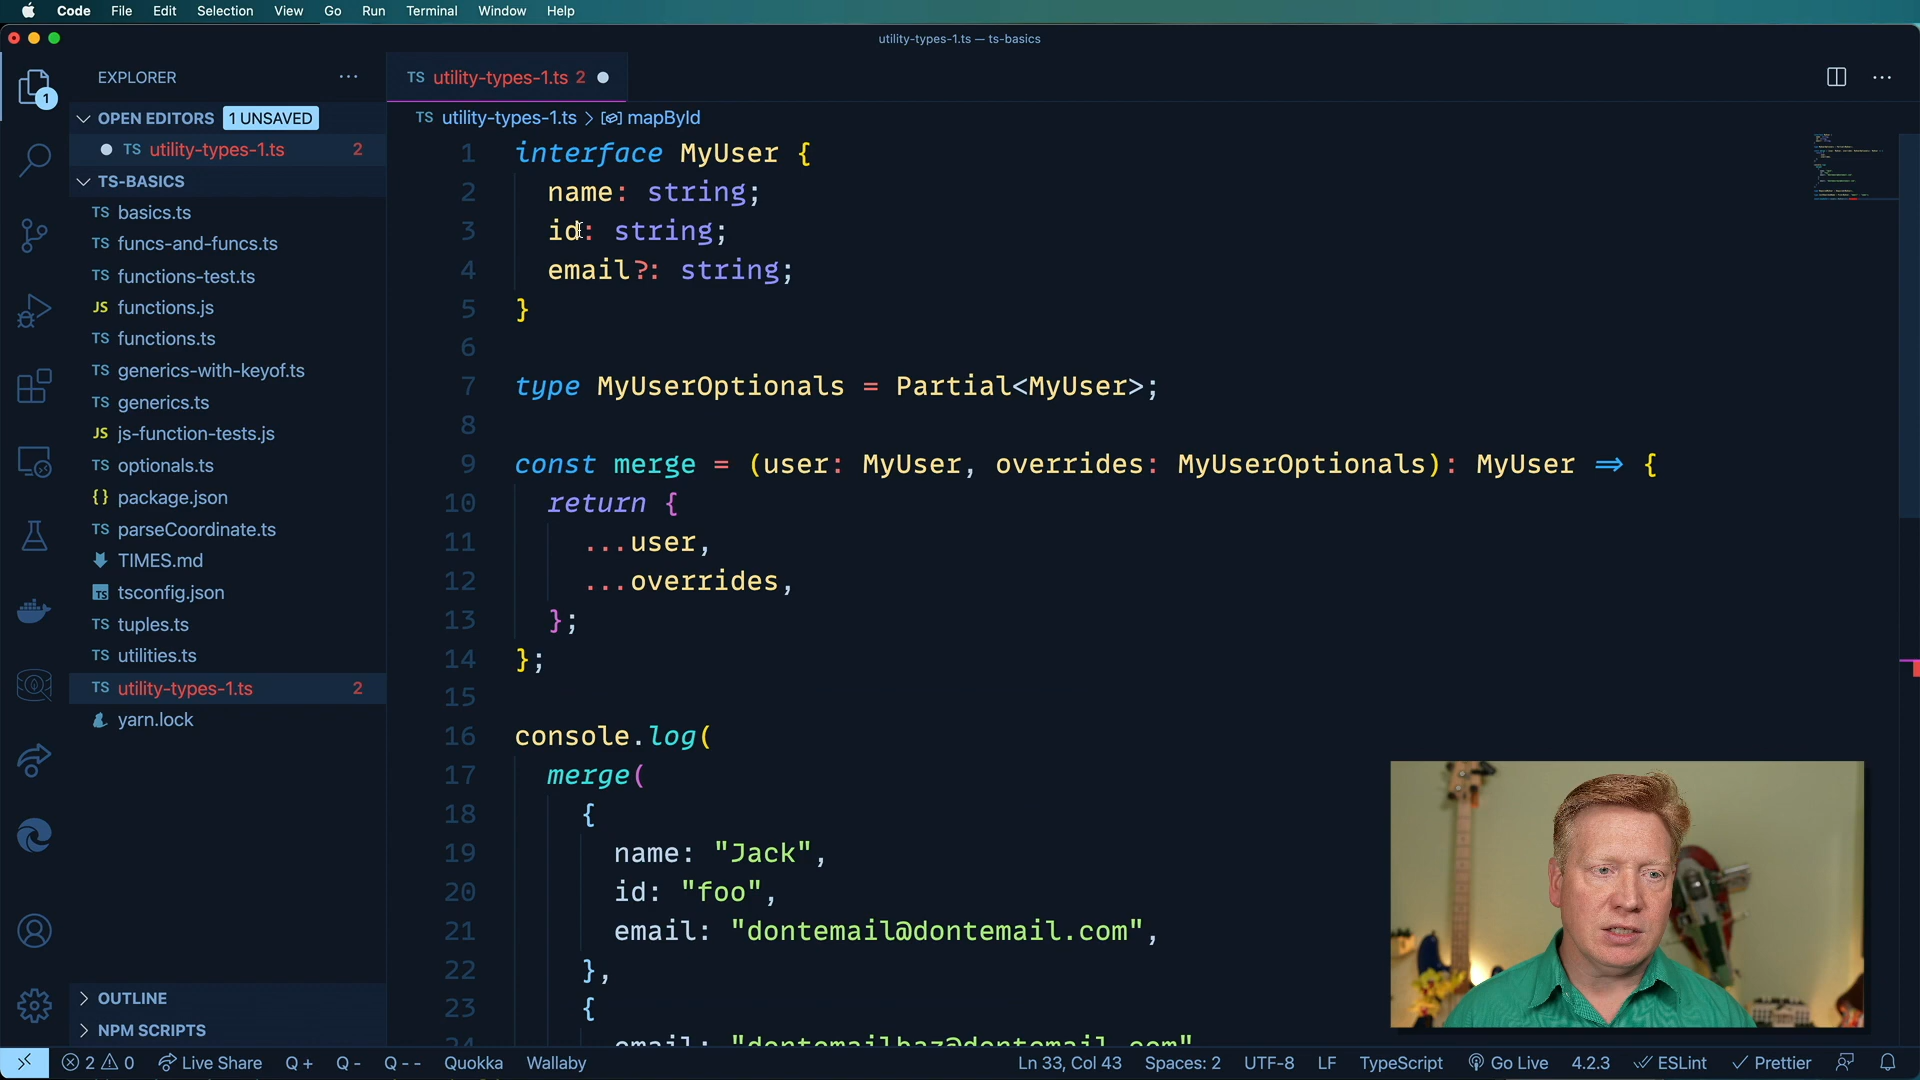 Code File Edit Selection View Go Run Terminal Window Help
utility-types-1.ts — ts-basics
EXPLORER
TS utility-types-1.ts 2
1
OPEN EDITORS 1 UNSAVED
TS utility-types-1.ts 2
TS utility-types-1.ts > mapById
TS-BASICS
TS basics.ts
TS funcs-and-funcs.ts
TS functions-test.ts
JS functions.js
TS functions.ts
TS generics-with-keyof.ts
TS generics.ts
JS js-function-tests.js
TS optionals.ts
{} package.json
TS parseCoordinate.ts
TIMES.md
TS tsconfig.json
TS tuples.ts
TS utilities.ts
TS utility-types-1.ts 2
yarn.lock
OUTLINE
NPM SCRIPTS
1 interface MyUser {
2 name: string;
3 id: string;
4 email?: string;
5 }
6
7 type MyUserOptionals = Partial<MyUser>;
8
9 const merge = (user: MyUser, overrides: MyUserOptionals): MyUser => {
10 return {
11 ...user,
12 ...overrides,
13 };
14 };
15
16 console.log(
17 merge(
18 {
19 name: "Jack",
20 id: "foo",
21 email: "dontemail@dontemail.com",
22 },
23 {
24 email: "dontemailbaz@dontemail.com"
2 0 Live Share Q+ Q- Q-- Quokka Wallaby Ln 33, Col 43 Spaces: 2 UTF-8 LF TypeScript Go Live 4.2.3 ESLint Prettier